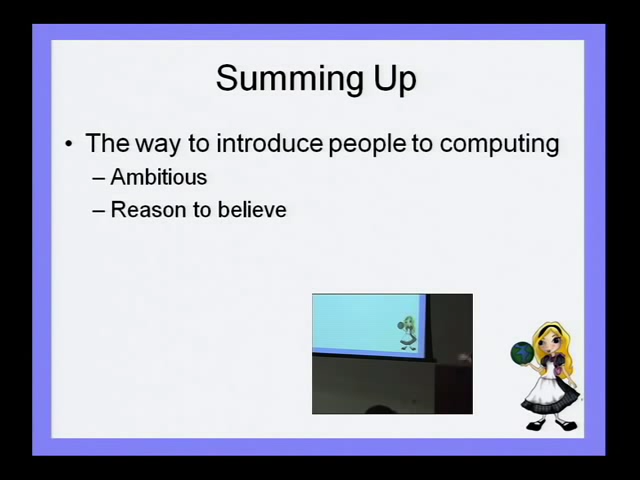 Summing Up
• The way to introduce people to computing
– Ambitious
– Reason to believe